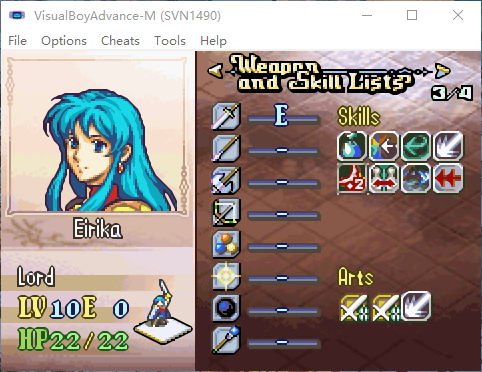 VisualBoyAdvance-M (SVN1490)
File Options Cheats Tools Help
Weapon
and Skill Lists
3/4
E Skills
-
-
+2
-
-
-
Eirika
Lord
LV 10 E 0
HP 22/22
Arts
-
-
-